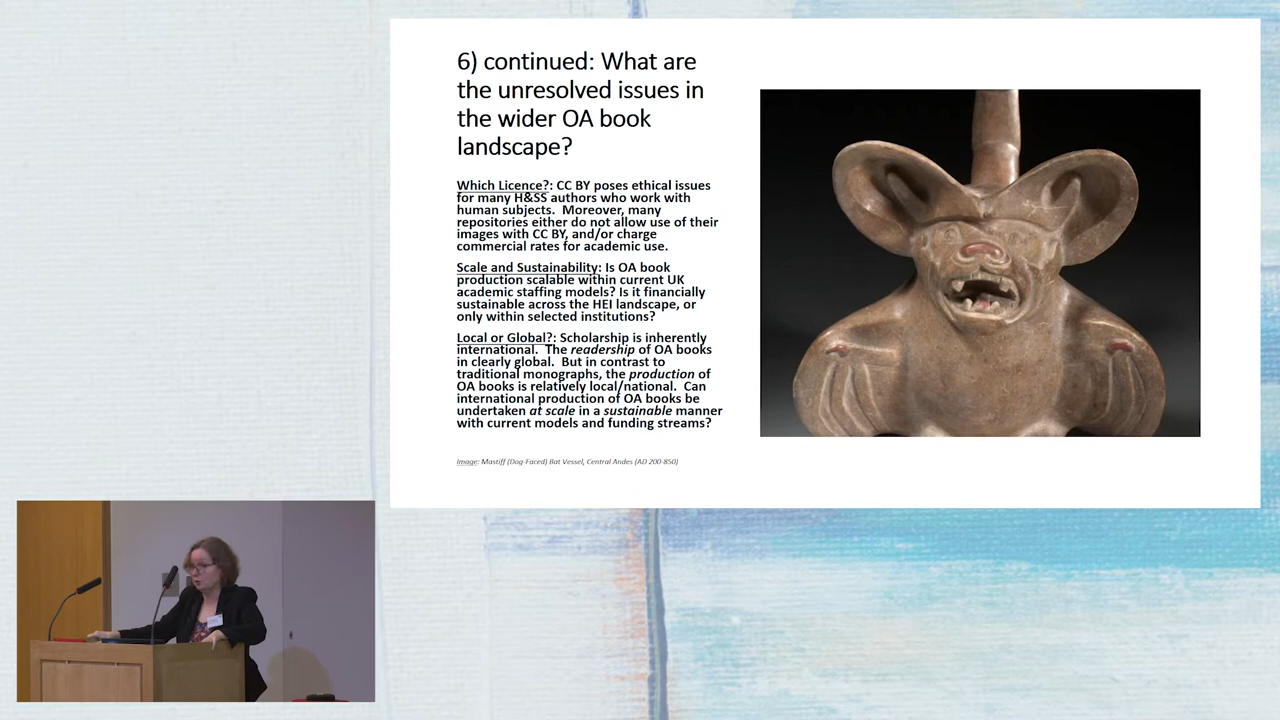 6) continued: What are
the unresolved issues in
the wider OA book
landscape?
Which Licence?: CC BY poses ethical issues
for many H&SS authors who work with
human subjects. Moreover, many
repositories either do not allow use of their
images with CC BY, and/or charge
commercial rates for academic use.
Scale and Sustainability: Is OA book
production scalable within current UK
academic staffing models? Is it financially
sustainable across the HEI landscape, or
only within selected institutions?
Local or Global?: Scholarship is inherently
international. The readership of OA books
in clearly global. But in contrast to
traditional monographs, the production of
OA books is relatively local/national. Can
international production of OA books be
undertaken at scale in a sustainable manner
with current models and funding streams?
Image: Mastiff (Dog-Faced) Bat Vessel, Central Andes (AD 200-850)